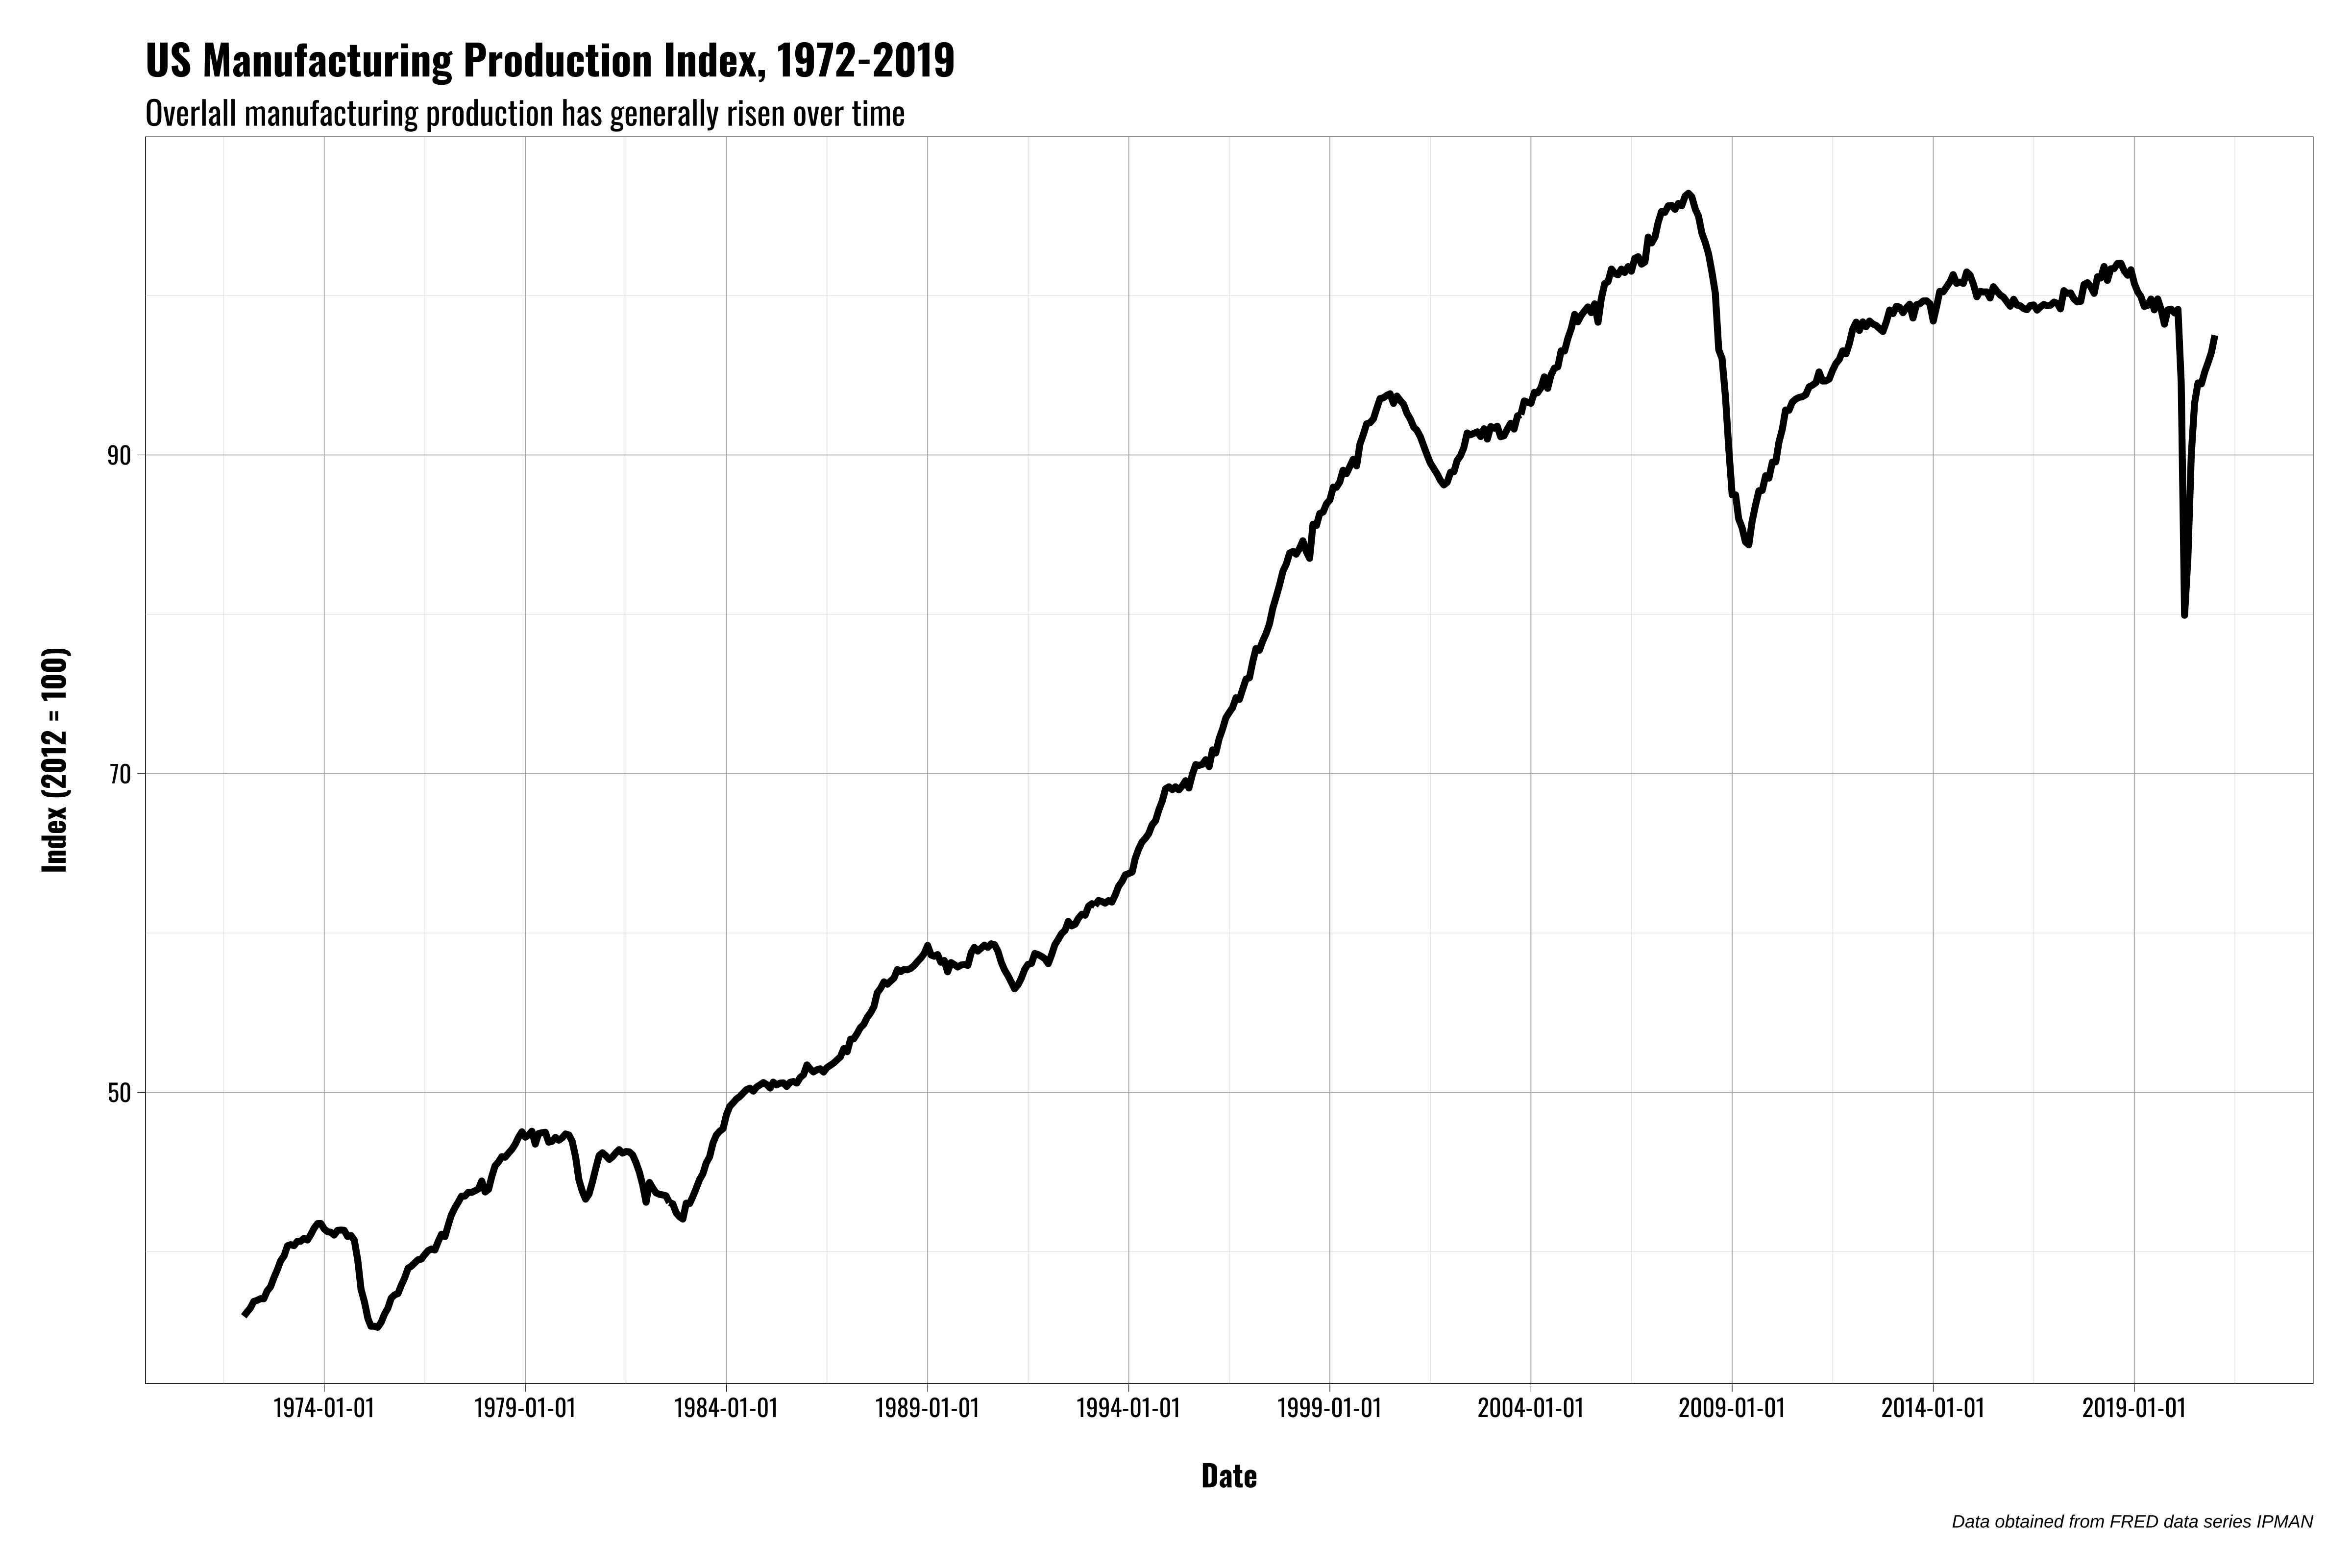 US Manufacturing Production Index, 1972-2019
Overlall manufacturing production has generally risen over time
90
70
50
Index (2012 = 100)
1974-01-01 1979-01-01 1984-01-01 1989-01-01 1994-01-01 1999-01-01 2004-01-01 2009-01-01 2014-01-01 2019-01-01
Date
Data obtained from FRED data series IPMAN